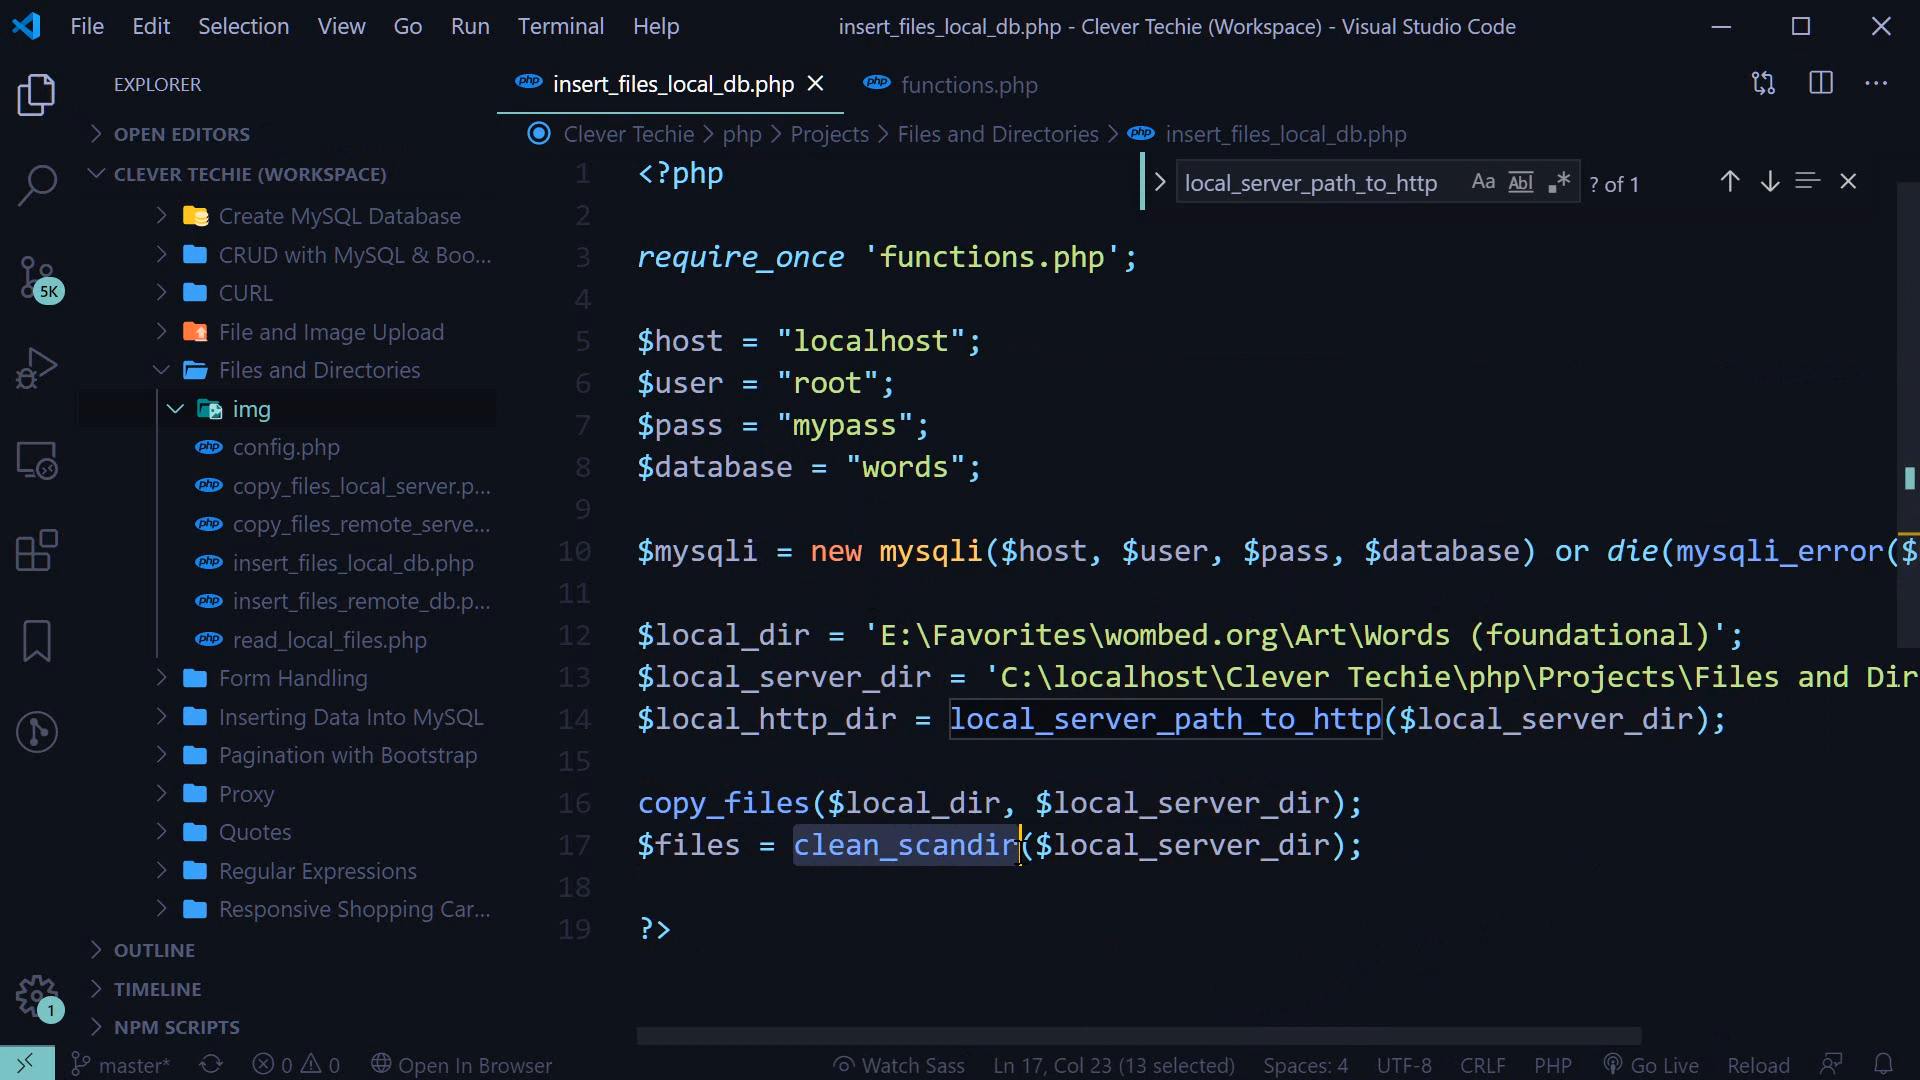 File Edit Selection View Go Run Terminal Help insert_files_local_db.php - Clever Techie (Workspace) - Visual Studio Code
EXPLORER
insert_files_local_db.php
functions.php
OPEN EDITORS
Clever Techie > php > Projects > Files and Directories > insert_files_local_db.php
CLEVER TECHIE (WORKSPACE)
local_server_path_to_http Aa Abl .* ? of 1
Create MySQL Database
CRUD with MySQL & Boo...
CURL
File and Image Upload
Files and Directories
img
config.php
copy_files_local_server.p...
copy_files_remote_serve...
insert_files_local_db.php
insert_files_remote_db.p...
read_local_files.php
Form Handling
Inserting Data Into MySQL
Pagination with Bootstrap
Proxy
Quotes
Regular Expressions
Responsive Shopping Car...
OUTLINE
TIMELINE
NPM SCRIPTS
5K
1
1 <?php
2
3 require_once 'functions.php';
4
5 $host = "localhost";
6 $user = "root";
7 $pass = "mypass";
8 $database = "words";
9
10 $mysqli = new mysqli($host, $user, $pass, $database) or die(mysqli_error($
11
12 $local_dir = 'E:\Favorites\wombed.org\Art\Words (foundational)';
13 $local_server_dir = 'C:\localhost\Clever Techie\php\Projects\Files and Dir
14 $local_http_dir = local_server_path_to_http($local_server_dir);
15
16 copy_files($local_dir, $local_server_dir);
17 $files = clean_scandir($local_server_dir);
18
19 ?>
master* 0 0 Open In Browser Watch Sass Ln 17, Col 23 (13 selected) Spaces: 4 UTF-8 CRLF PHP Go Live Reload